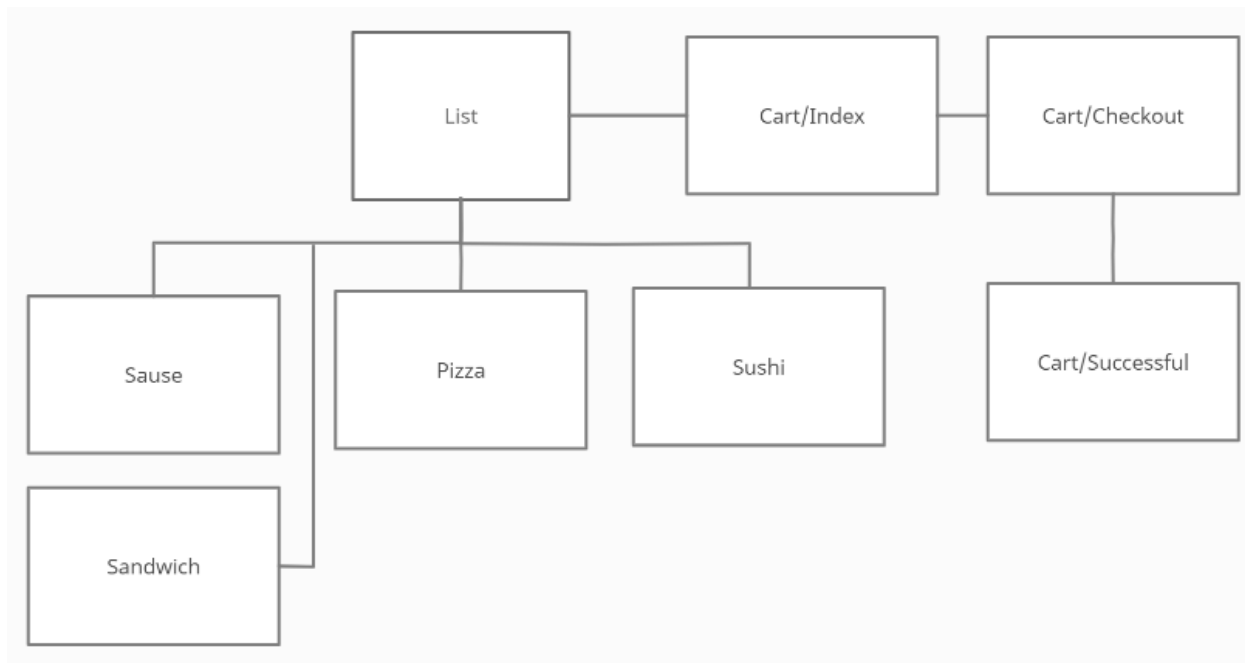 List
Cart/Index
Cart/Checkout
Sause
Pizza
Sushi
Cart/Successful
Sandwich